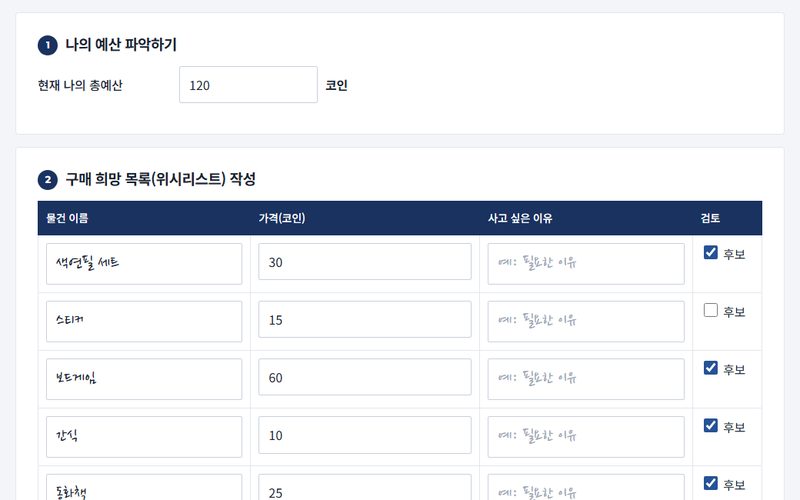 1 나의 예산 파악하기
현재 나의 총예산 120 코인
2 구매 희망 목록(위시리스트) 작성
물건 이름 가격(코인) 사고 싶은 이유 검토
색연필 세트 30 예: 필요한 이유 후보
스티커 15 예: 필요한 이유 후보
보드게임 60 예: 필요한 이유 후보
간식 10 예: 필요한 이유 후보
동화책 25 예: 필요한 이유 후보